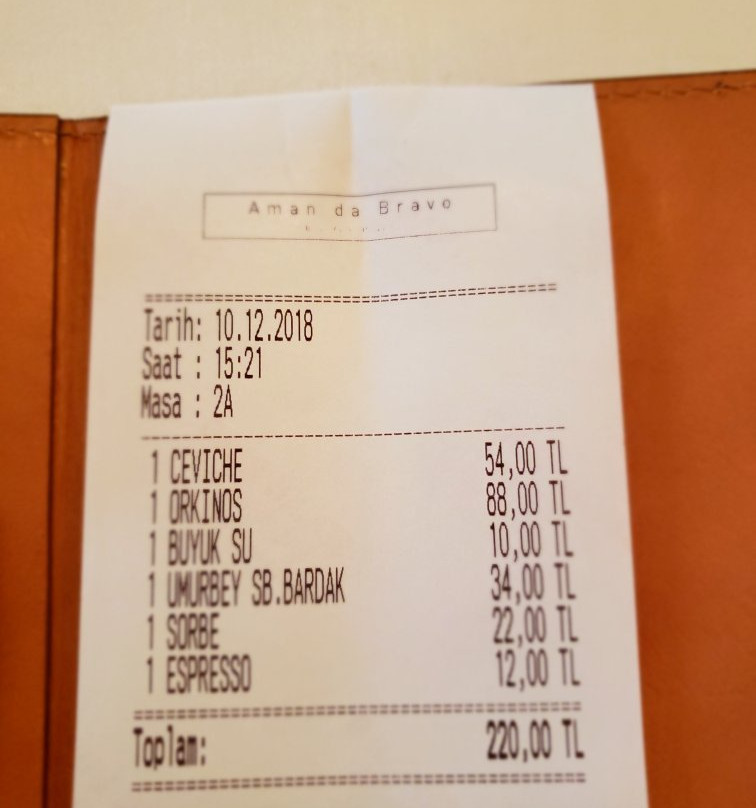 Aman da Bravo
==========================================
Tarih: 10.12.2018
Saat : 15:21
Masa : 2A
------------------------------------------
1 CEVICHE 54,00 TL
1 ORKINOS 88,00 TL
1 BUYUK SU 10,00 TL
1 UMURBEY SB.BARDAK 34,00 TL
1 SORBE 22,00 TL
1 ESPRESSO 12,00 TL
==========================================
Toplam: 220,00 TL
==========================================